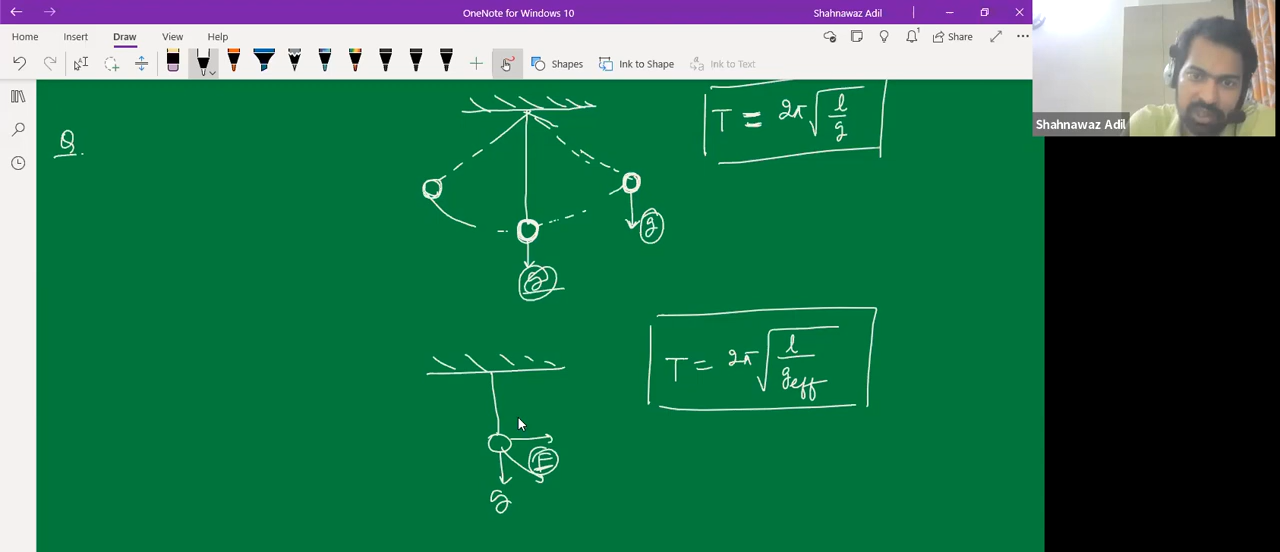 OneNote for Windows 10
Shahnawaz Adil
Home Insert Draw View Help
Share
Shapes Ink to Shape Ink to Text
Shahnawaz Adil
Q.
T = 2π √(l/g)
g
g
T = 2π √(l/g_eff)
E
g